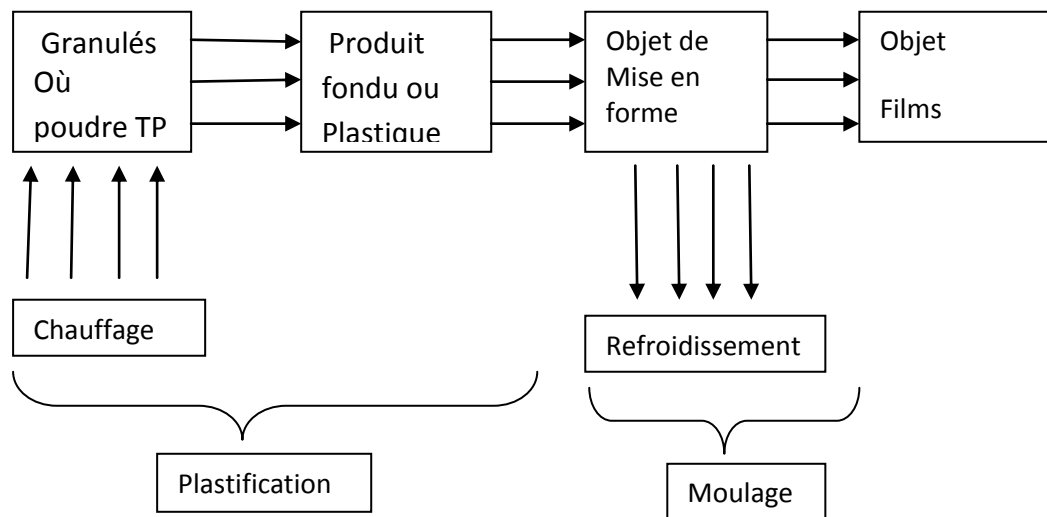 Granulés
Où
poudre TP
Produit
fondu ou
Plastique
Objet de
Mise en
forme
Objet
Films
Chauffage
Refroidissement
Plastification
Moulage